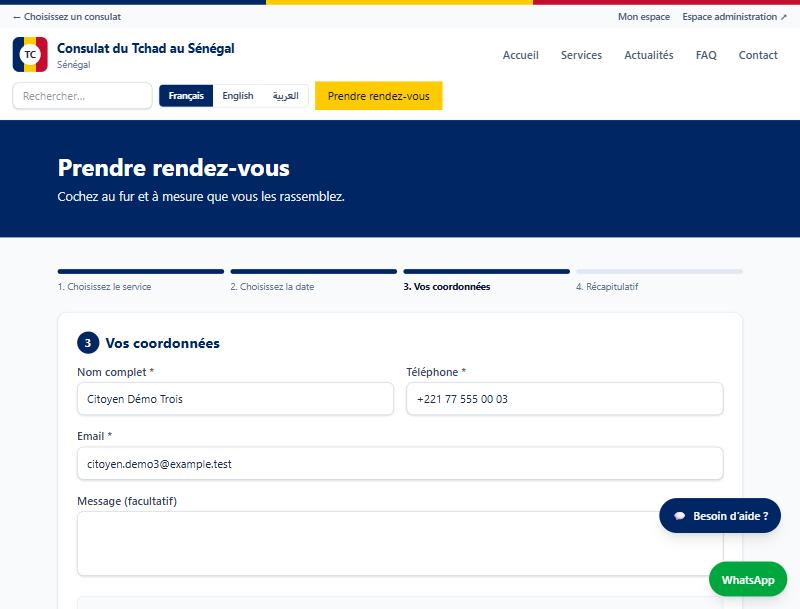 ← Choisissez un consulat
Mon espace
Espace administration ↗
TC
Consulat du Tchad au Sénégal
Sénégal
Accueil
Services
Actualités
FAQ
Contact
Rechercher...
Français
English
العربية
Prendre rendez-vous
Prendre rendez-vous
Cochez au fur et à mesure que vous les rassemblez.
1. Choisissez le service
2. Choisissez la date
3. Vos coordonnées
4. Récapitulatif
3 Vos coordonnées
Nom complet *
Téléphone *
Citoyen Démo Trois
+221 77 555 00 03
Email *
citoyen.demo3@example.test
Message (facultatif)
Besoin d'aide ?
WhatsApp